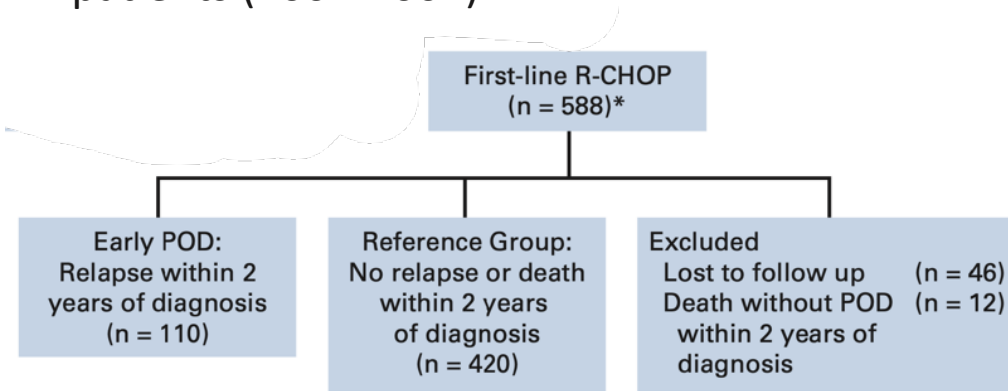 First-line R-CHOP
(n = 588)*
Early POD:
Relapse within 2
years of diagnosis
(n = 110)
Reference Group:
No relapse or death
within 2 years
of diagnosis
(n = 420)
Excluded
Lost to follow up (n = 46)
Death without POD (n = 12)
within 2 years of
diagnosis